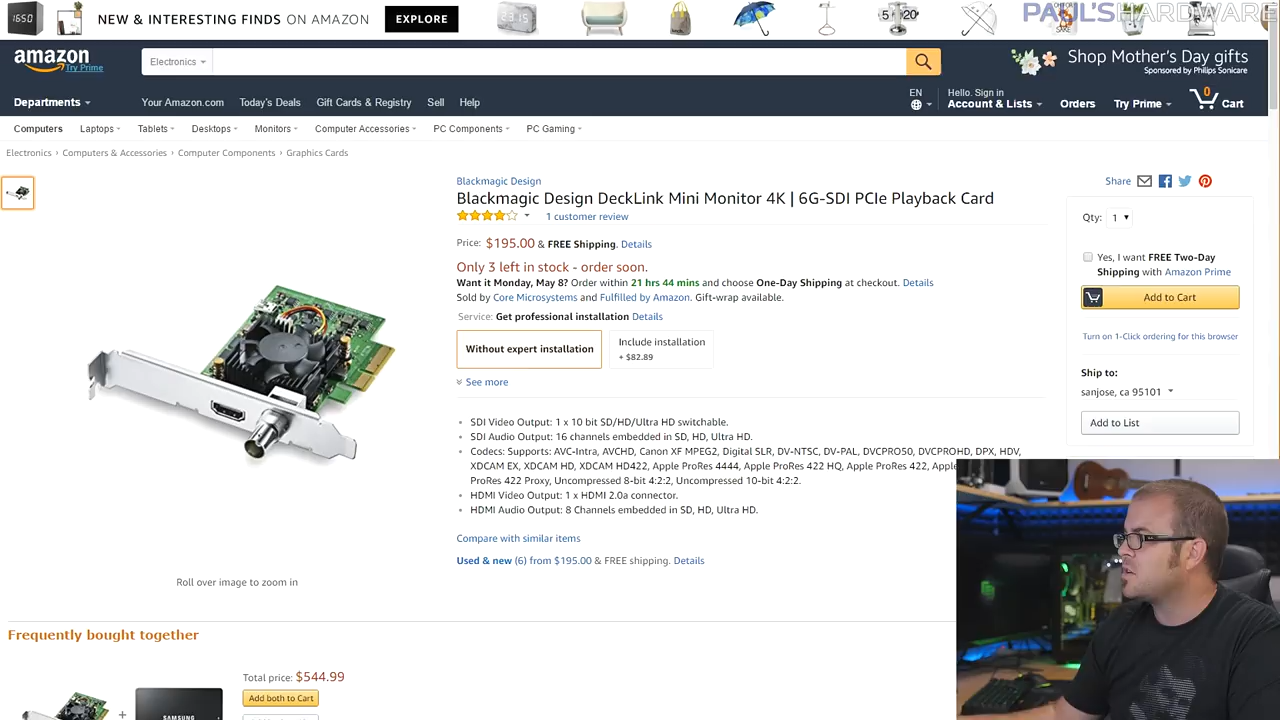 1650
NEW & INTERESTING FINDS ON AMAZON
EXPLORE
23:15
5 20
PAUL'SHARDWARE
amazon
Try Prime
Electronics
Shop Mother's Day gifts
Sponsored by Philips Sonicare
Departments
Your Amazon.com Today's Deals Gift Cards & Registry Sell Help
EN
Hello. Sign in
Account & Lists
Orders
Try Prime
0
Cart
Computers Laptops Tablets Desktops Monitors Computer Accessories PC Components PC Gaming
Electronics › Computers & Accessories › Computer Components › Graphics Cards
Blackmagic Design
Blackmagic Design DeckLink Mini Monitor 4K | 6G-SDI PCIe Playback Card
1 customer review
Price: $195.00 & FREE Shipping. Details
Only 3 left in stock - order soon.
Want it Monday, May 8? Order within 21 hrs 44 mins and choose One-Day Shipping at checkout. Details
Sold by Core Microsystems and Fulfilled by Amazon. Gift-wrap available.
Service: Get professional installation Details
Without expert installation
Include installation
+ $82.89
See more
• SDI Video Output: 1 x 10 bit SD/HD/Ultra HD switchable.
• SDI Audio Output: 16 channels embedded in SD, HD, Ultra HD.
• Codecs: Supports: AVC-Intra, AVCHD, Canon XF MPEG2, Digital SLR, DV-NTSC, DV-PAL, DVCPRO50, DVCPROHD, DPX, HDV,
XDCAM EX, XDCAM HD, XDCAM HD422, Apple ProRes 4444, Apple ProRes 422 HQ, Apple ProRes 422, Apple
ProRes 422 Proxy, Uncompressed 8-bit 4:2:2, Uncompressed 10-bit 4:2:2.
• HDMI Video Output: 1 x HDMI 2.0a connector.
• HDMI Audio Output: 8 Channels embedded in SD, HD, Ultra HD.
Compare with similar items
Used & new (6) from $195.00 & FREE shipping. Details
Roll over image to zoom in
Share
Qty: 1
Yes, I want FREE Two-Day
Shipping with Amazon Prime
Add to Cart
Turn on 1-Click ordering for this browser
Ship to:
sanjose, ca 95101
Add to List
Frequently bought together
Total price: $544.99
Add both to Cart
+
SAMSUNG